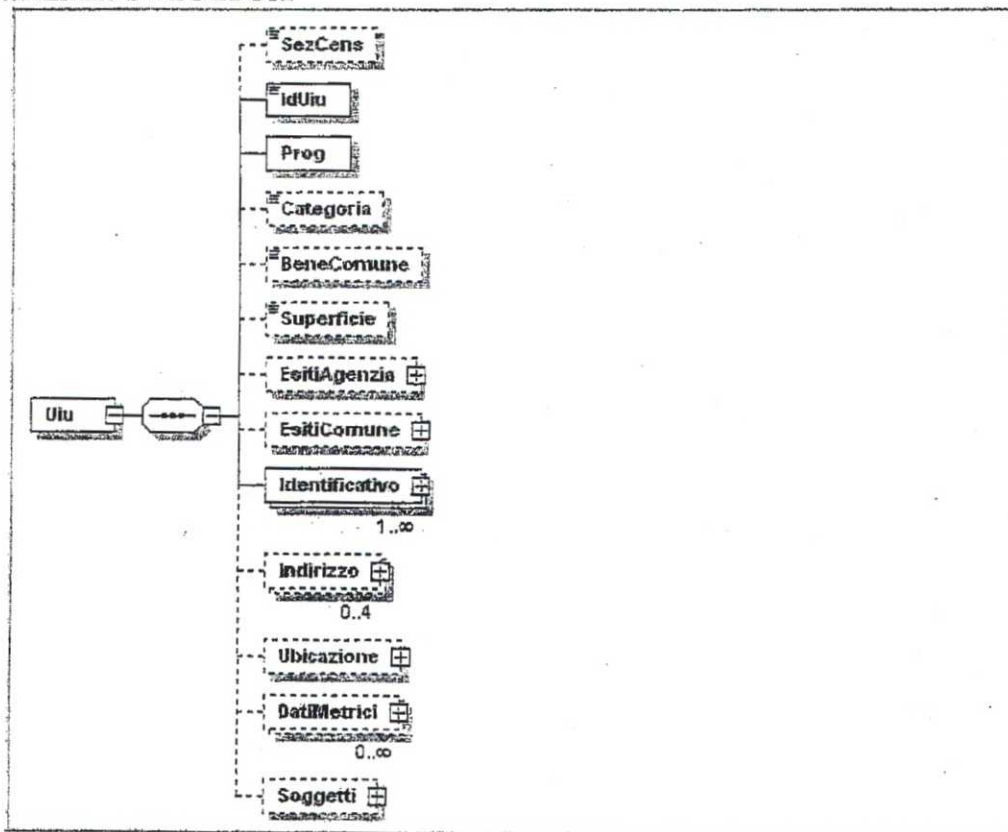 SezCens
IdUiu
Prog
Categoria
BeneComune
Superficie
EsitiAgenzia
Uiu
EsitiComune
Identificativo
1..∞
Indirizzo
0..4
Ubicazione
DatiMetrici
0..∞
Soggetti